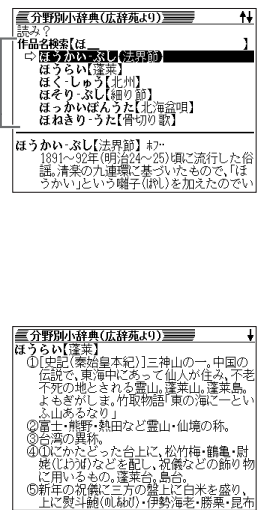 分野別小辞典(広辞苑より)
読み?
作品名検索【ほ_ 】
⇨ほうかい‐ぶし【法界節】
ほうらい【蓬莱】
ほく‐しゅう【北州】
ほそり‐ぶし【細り節】
ほっかいぼんうた【北海盆唄】
ほねきり‐うた【骨切り歌】
ほうかい‐ぶし【法界節】ホフ‥
1891～92年(明治24～25)頃に流行した俗
謡。清楽の九連環に基づいたもので、「ほ
うかい」という囃子(はやし)を加えたのでい
分野別小辞典(広辞苑より)
ほうらい【蓬莱】
①[史記(秦始皇本紀)]三神山の一。中国の
伝説で、東海中にあって仙人が住み、不老
不死の地とされる霊山。蓬莱山。蓬莱島。
よもぎがしま。竹取物語「東の海に―とい
ふ山あるなり」
②富士・熊野・熱田など霊山・仙境の称。
③台湾の異称。
④①にかたどった台上に、松竹梅・鶴亀・尉
姥(じょううば)などを配し、祝儀などの飾り物
に用いるもの。蓬莱台。島台。
⑤新年の祝儀に三方の盤上に白米を盛り、
上に熨斗鮑(のしあわび)・伊勢海老・勝栗・昆布